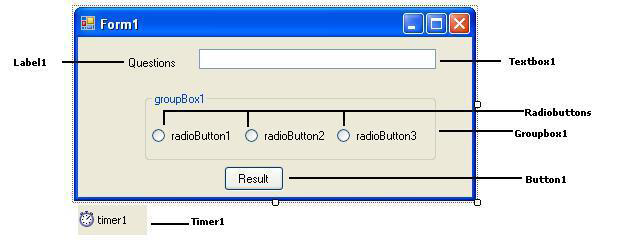 Form1
Label1 Questions Textbox1
groupBox1
Radiobuttons
radioButton1 radioButton2 radioButton3 Groupbox1
Result Button1
timer1 Timer1